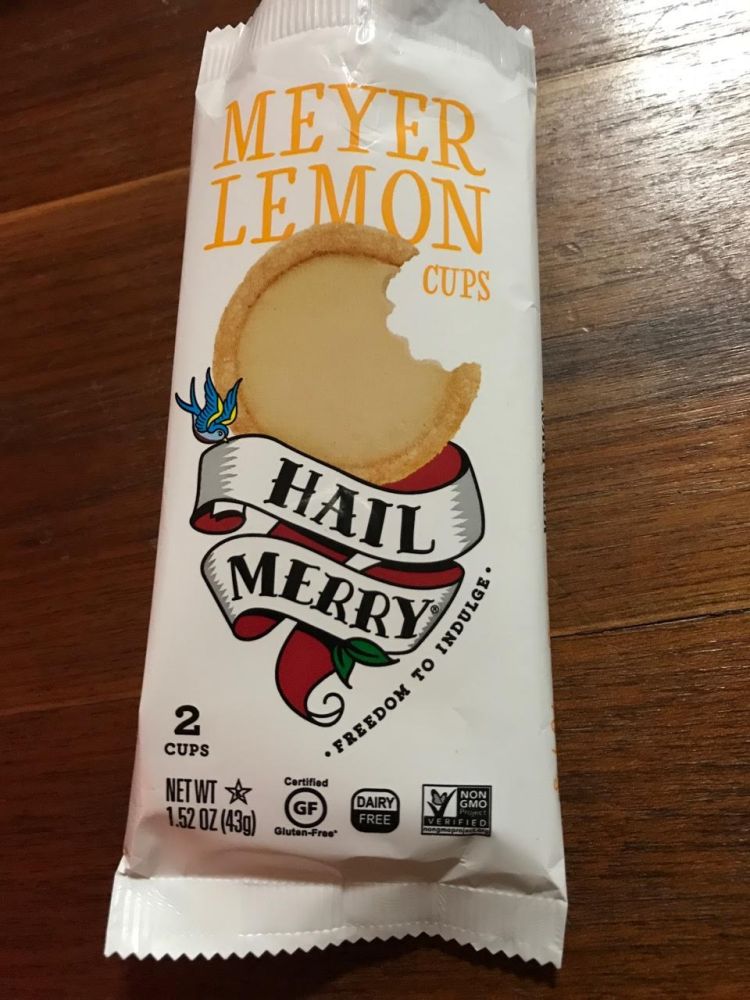 MEYER
LEMON
CUPS
HAIL
MERRY®
• FREEDOM TO INDULGE •
2
CUPS
NET WT
1.52 OZ (43g)
Certified
GF
Gluten-Free
DAIRY
FREE
NON
GMO
Project
VERIFIED
nongmoproject.org